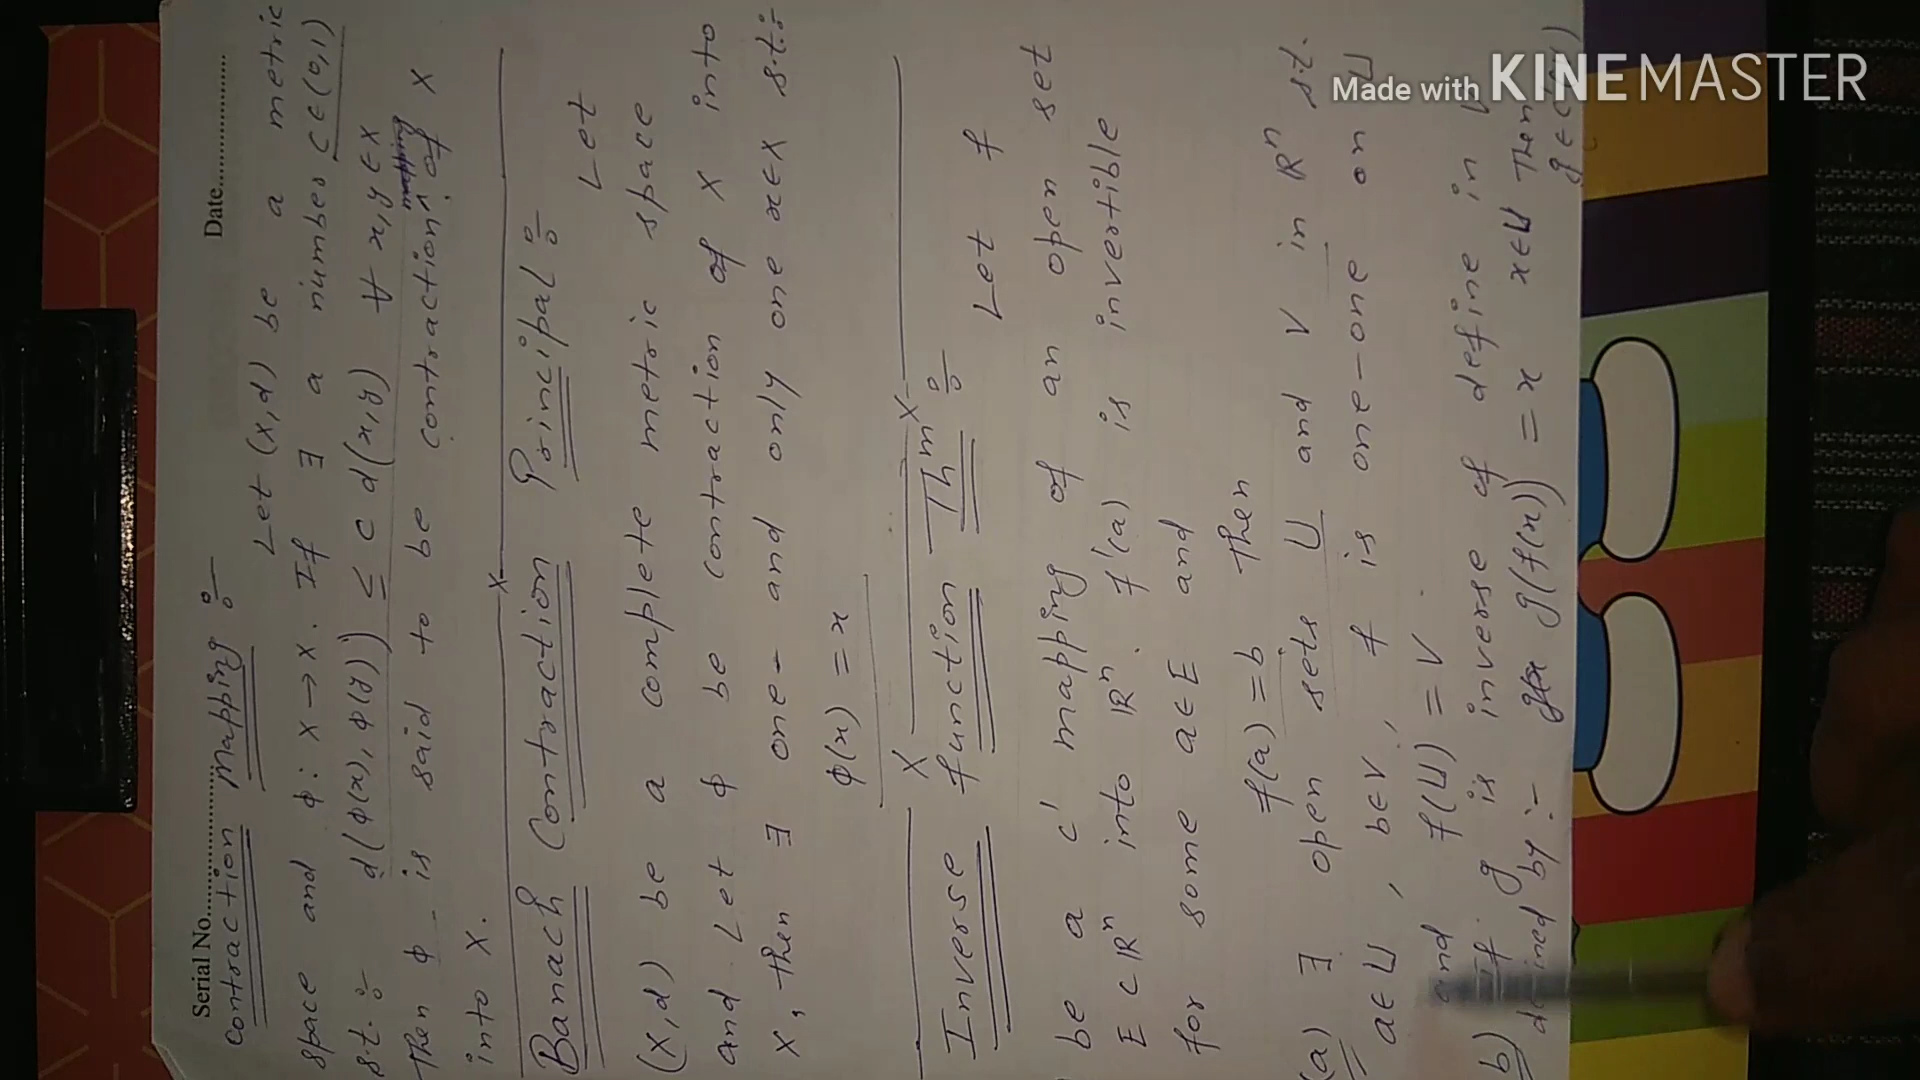 Serial No............... Date...............
Contraction Mapping :-
Let (X,d) be a metric
space and φ : X → X. If ∃ a number c ∈ (0,1)
s.t. :- d(φ(x), φ(y)) ≤ c d(x,y) ∀ x,y ∈ X
Then φ is said to be contraction mapping of X
into X.
X
Banach Contraction Principal :-
Let
(X,d) be a complete metric space
and Let φ be contraction of X into
X, then ∃ one- and only one x∈X s.t.:-
φ(x) = x
X X
Inverse function Thm :-
Let f
be a C' mapping of an open set
E ⊂ ℝⁿ into ℝⁿ. f'(a) is invertible
for some a∈E and
f(a) = b then
(a) ∃ open sets U and V in ℝⁿ s.t.
a∈U, b∈V, f is one-one on U
and f(U) = V.
b) If g is inverse of define in V
defined by :- g(f(x)) = x x∈U Then
g∈
Made with KINEMASTER